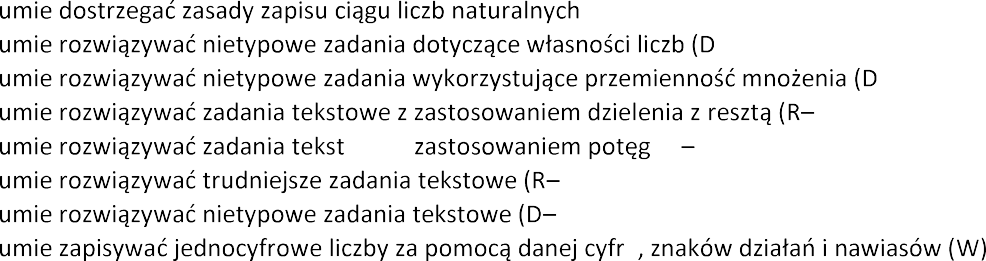 umie dostrzegać zasady zapisu ciągu liczb naturalnych
umie rozwiązywać nietypowe zadania dotyczące własności liczb (D
umie rozwiązywać nietypowe zadania wykorzystujące przemienność mnożenia (D
umie rozwiązywać zadania tekstowe z zastosowaniem dzielenia z resztą (R–
umie rozwiązywać zadania tekst zastosowaniem potęg –
umie rozwiązywać trudniejsze zadania tekstowe (R–
umie rozwiązywać nietypowe zadania tekstowe (D–
umie zapisywać jednocyfrowe liczby za pomocą danej cyfr , znaków działań i nawiasów (W)